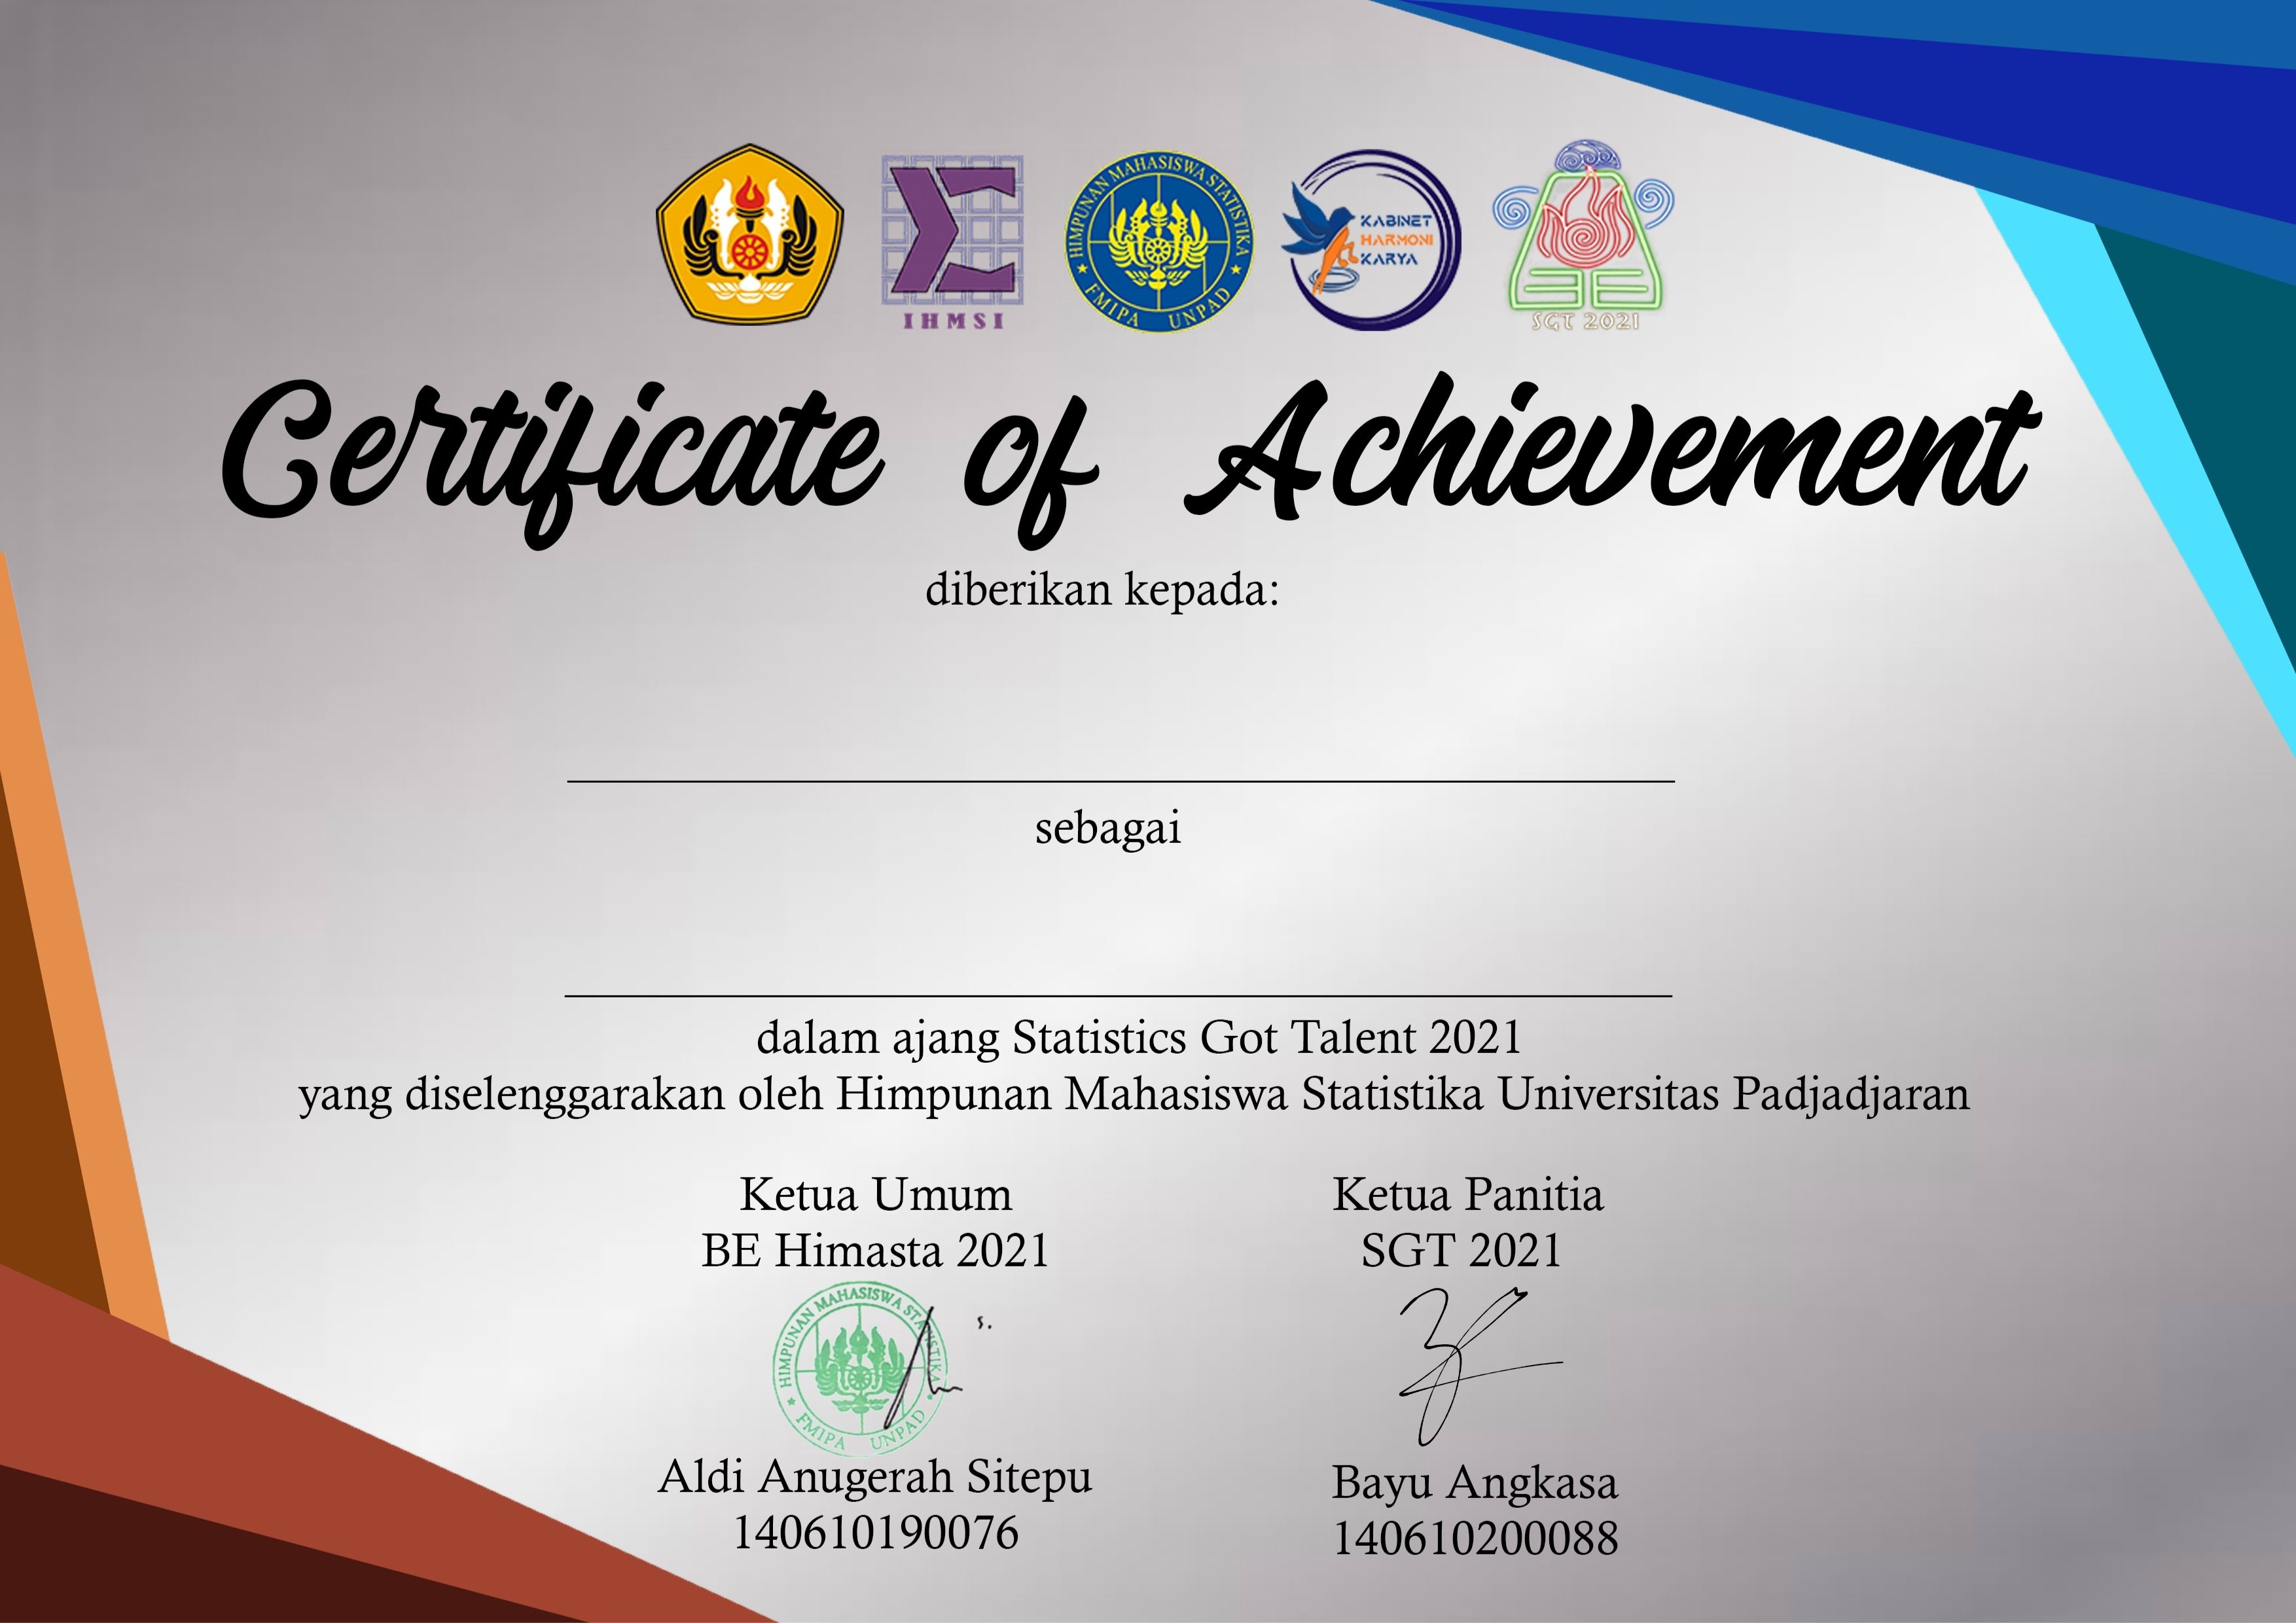 IHMSI
HIMPUNAN MAHASISWA STATISTIKA
FMIPA UNPAD
KABINET
HARMONI
KARYA
SGT 2021
Certificate of Achievement
diberikan kepada:
sebagai
dalam ajang Statistics Got Talent 2021
yang diselenggarakan oleh Himpunan Mahasiswa Statistika Universitas Padjadjaran
Ketua Umum
BE Himasta 2021
HIMPUNAN MAHASISWA STATISTIKA
FMIPA UNPAD
Aldi Anugerah Sitepu
140610190076
Ketua Panitia
SGT 2021
Bayu Angkasa
140610200088